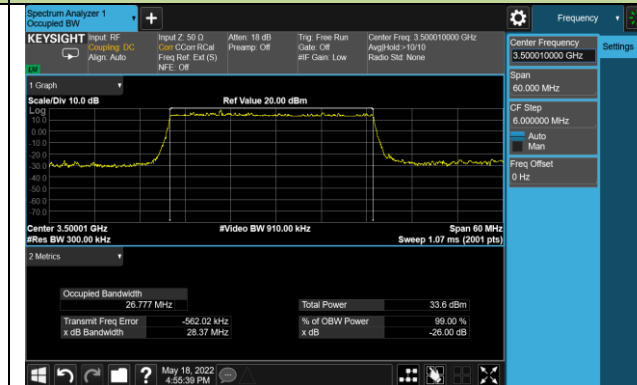 Spectrum Analyzer 1
Occupied BW
Frequency
KEYSIGHT
Input: RF
Coupling: DC
Align: Auto
Input Z: 50 Ω
Corr CCorr RCal
Freq Ref: Ext (S)
NFE: Off
Atten: 18 dB
Preamp: Off
Trig: Free Run
Gate: Off
#IF Gain: Low
Center Freq: 3.500010000 GHz
Avg|Hold:>10/10
Radio Std: None
LNI
Center Frequency
3.500010000 GHz
Settings
Span
60.000 MHz
CF Step
6.000000 MHz
Auto
Man
Freq Offset
0 Hz
1 Graph
Scale/Div 10.0 dB
Ref Value 20.00 dBm
Log
10.0
0.00
-10.0
-20.0
-30.0
-40.0
-50.0
-60.0
-70.0
Center 3.50001 GHz
#Video BW 910.00 kHz
Span 60 MHz
#Res BW 300.00 kHz
Sweep 1.07 ms (2001 pts)
2 Metrics
Occupied Bandwidth
26.777 MHz
Total Power
33.6 dBm
Transmit Freq Error
-562.02 kHz
% of OBW Power
99.00 %
x dB Bandwidth
28.37 MHz
x dB
-26.00 dB
?
May 18, 2022
4:55:39 PM